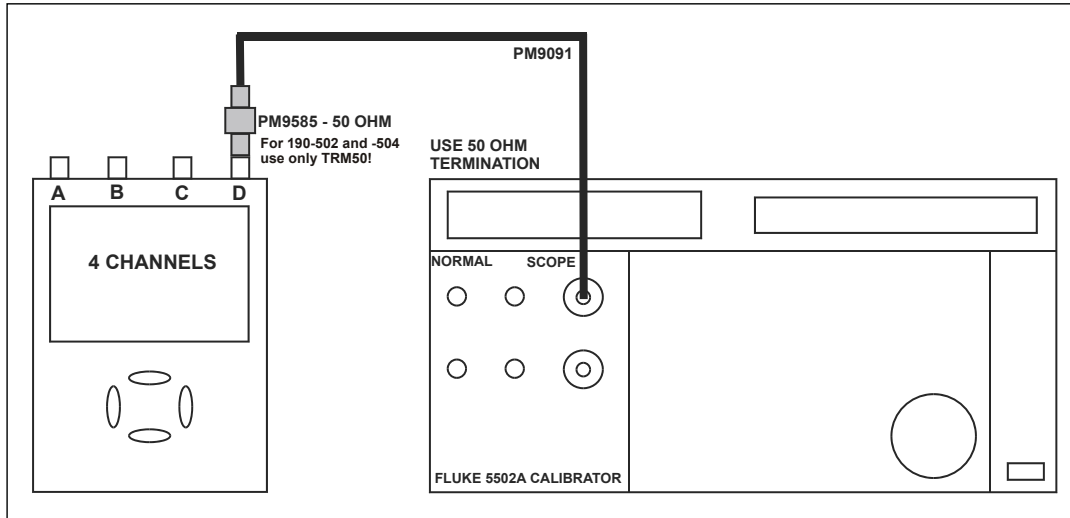 PM9091
PM9585 - 50 OHM
For 190-502 and -504
use only TRM50!
USE 50 OHM
TERMINATION
A B C D
4 CHANNELS
NORMAL SCOPE
FLUKE 5502A CALIBRATOR